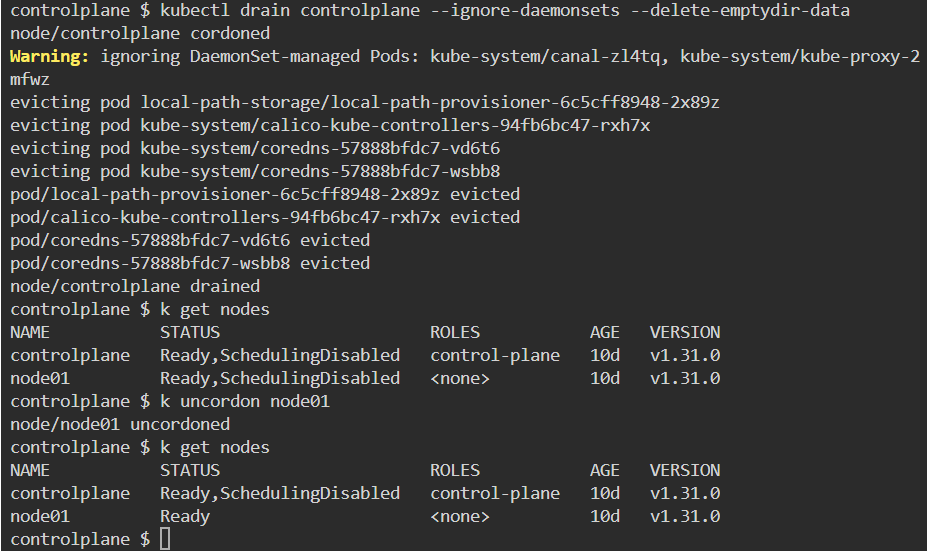 controlplane $ kubectl drain controlplane --ignore-daemonsets --delete-emptydir-data
node/controlplane cordoned
Warning: ignoring DaemonSet-managed Pods: kube-system/canal-zl4tq, kube-system/kube-proxy-2
mfwz
evicting pod local-path-storage/local-path-provisioner-6c5cff8948-2x89z
evicting pod kube-system/calico-kube-controllers-94fb6bc47-rxh7x
evicting pod kube-system/coredns-57888bfdc7-vd6t6
evicting pod kube-system/coredns-57888bfdc7-wsbb8
pod/local-path-provisioner-6c5cff8948-2x89z evicted
pod/calico-kube-controllers-94fb6bc47-rxh7x evicted
pod/coredns-57888bfdc7-vd6t6 evicted
pod/coredns-57888bfdc7-wsbb8 evicted
node/controlplane drained
controlplane $ k get nodes
NAME           STATUS                     ROLES           AGE   VERSION
controlplane   Ready,SchedulingDisabled   control-plane   10d   v1.31.0
node01         Ready,SchedulingDisabled   <none>          10d   v1.31.0
controlplane $ k uncordon node01
node/node01 uncordoned
controlplane $ k get nodes
NAME           STATUS                     ROLES           AGE   VERSION
controlplane   Ready,SchedulingDisabled   control-plane   10d   v1.31.0
node01         Ready                      <none>          10d   v1.31.0
controlplane $